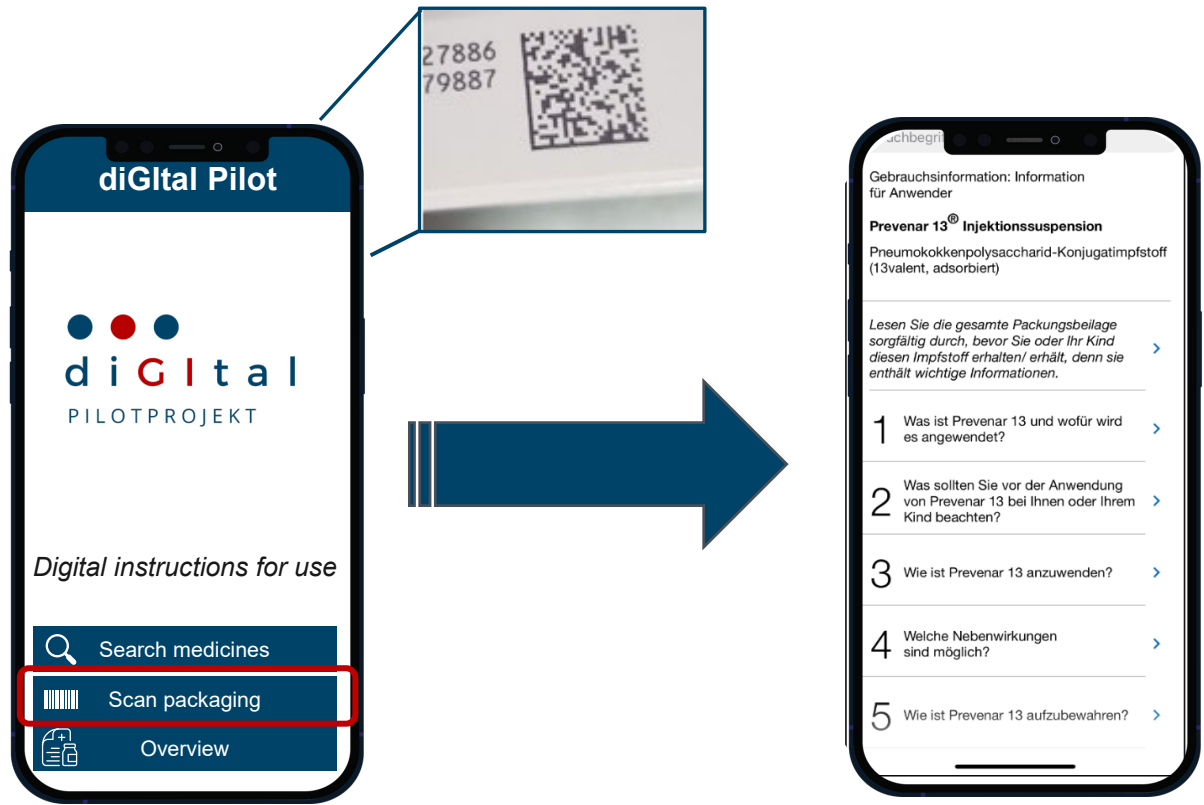 27886
79887
diGItal Pilot
diGItal
PILOTPROJEKT
Digital instructions for use
Search medicines
Scan packaging
Overview
Gebrauchsinformation: Information
für Anwender
Prevenar 13® Injektionssuspension
Pneumokokkenpolysaccharid-Konjugatimpfstoff
(13valent, adsorbiert)
Lesen Sie die gesamte Packungsbeilage
sorgfältig durch, bevor Sie oder Ihr Kind
diesen Impfstoff erhalten/ erhält, denn sie
enthält wichtige Informationen.
1 Was ist Prevenar 13 und wofür wird
es angewendet?
2 Was sollten Sie vor der Anwendung
von Prevenar 13 bei Ihnen oder Ihrem
Kind beachten?
3 Wie ist Prevenar 13 anzuwenden?
4 Welche Nebenwirkungen
sind möglich?
5 Wie ist Prevenar 13 aufzubewahren?